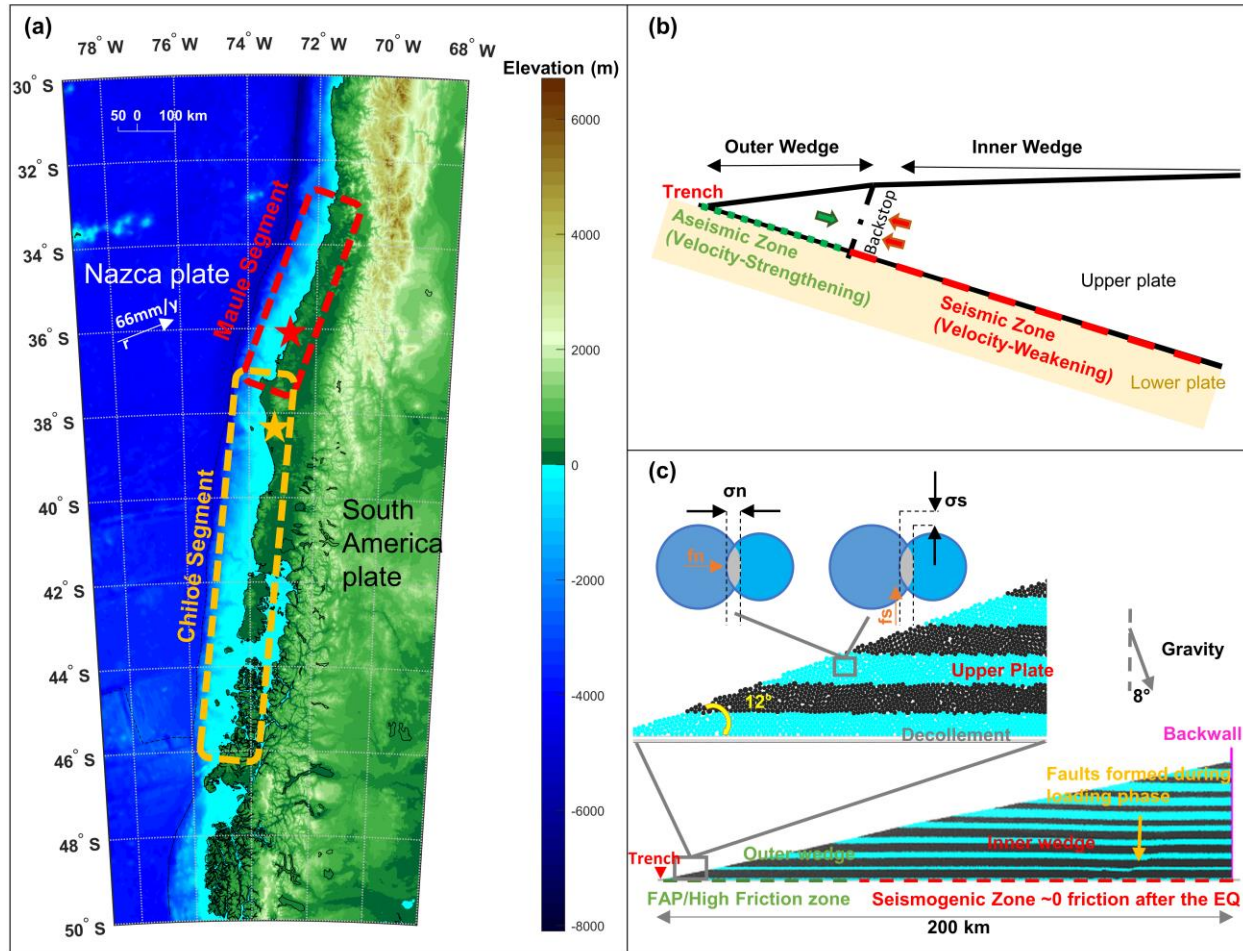 (a)
78° W
76° W
74° W
72° W
70° W
68° W
Elevation (m)
30° S
32° S
34° S
36° S
38° S
40° S
42° S
44° S
46° S
48° S
50° S
50 0 100 km
Nazca plate
66mm/y
r
Maule Segment
Chiloé Segment
South
America
plate
6000
4000
2000
0
-2000
-4000
-6000
-8000
(b)
Outer Wedge
Inner Wedge
Trench
Backstop
Aseismic Zone
(Velocity-Strengthening)
Upper plate
Seismic Zone
(Velocity-Weakening)
Lower plate
(c)
σn
σs
fn
fs
Upper Plate
12°
Decollement
Gravity
8°
Backwall
Faults formed during
loading phase
Trench
Outer wedge
Inner wedge
FAP/High Friction zone
Seismogenic Zone ~0 friction after the EQ
200 km